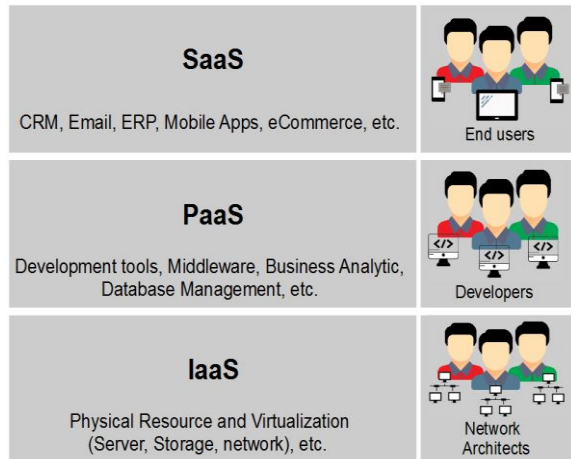 SaaS
CRM, Email, ERP, Mobile Apps, eCommerce, etc.
End users
PaaS
Development tools, Middleware, Business Analytic,
Database Management, etc.
</>
</>
</>
Developers
IaaS
Physical Resource and Virtualization
(Server, Storage, network), etc.
Network
Architects